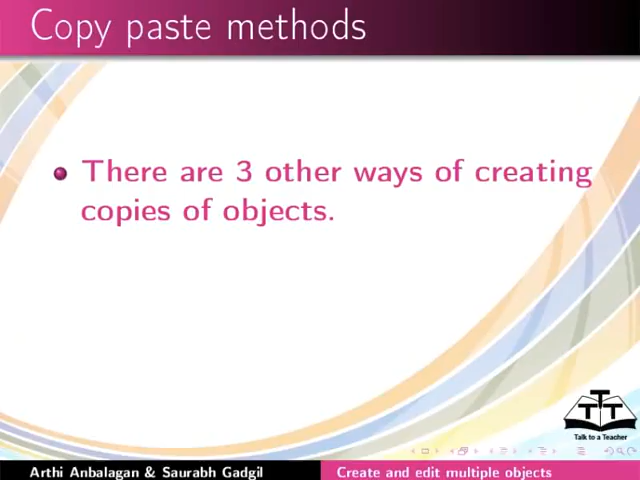 Copy paste methods
There are 3 other ways of creating
copies of objects.
TTT
Talk to a Teacher
Arthi Anbalagan & Saurabh Gadgil
Create and edit multiple objects